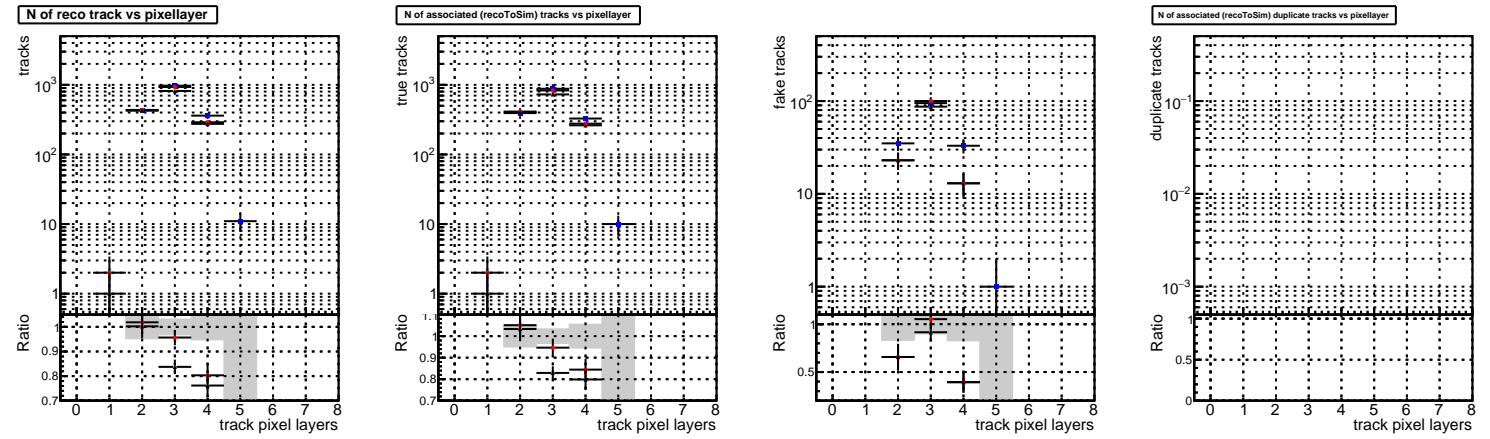 N of reco track vs pixellayer
tracks
10³
10²
10
1
Ratio
1
0.9
0.8
0.7
0 1 2 3 4 5 6 7 8
track pixel layers
N of associated (recoToSim) tracks vs pixellayer
true tracks
10³
10²
10
1
Ratio
1.1
1
0.9
0.8
0.7
0 1 2 3 4 5 6 7 8
track pixel layers
fake tracks
10²
10
1
Ratio
1
0.5
0 1 2 3 4 5 6 7 8
track pixel layers
N of associated (recoToSim) duplicate tracks vs pixellayer
duplicate tracks
10⁻¹
10⁻²
10⁻³
Ratio
1
0.5
0
0 1 2 3 4 5 6 7 8
track pixel layers